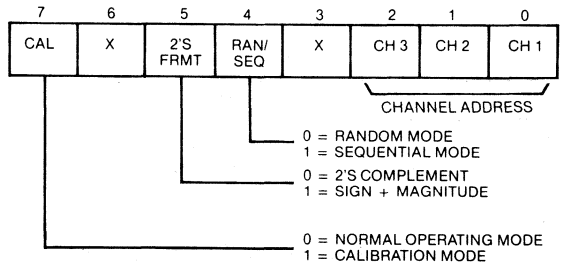 7 6 5 4 3 2 1 0
CAL X 2'S FRMT RAN/ SEQ X CH 3 CH 2 CH 1
CHANNEL ADDRESS
0 = RANDOM MODE
1 = SEQUENTIAL MODE
0 = 2'S COMPLEMENT
1 = SIGN + MAGNITUDE
0 = NORMAL OPERATING MODE
1 = CALIBRATION MODE